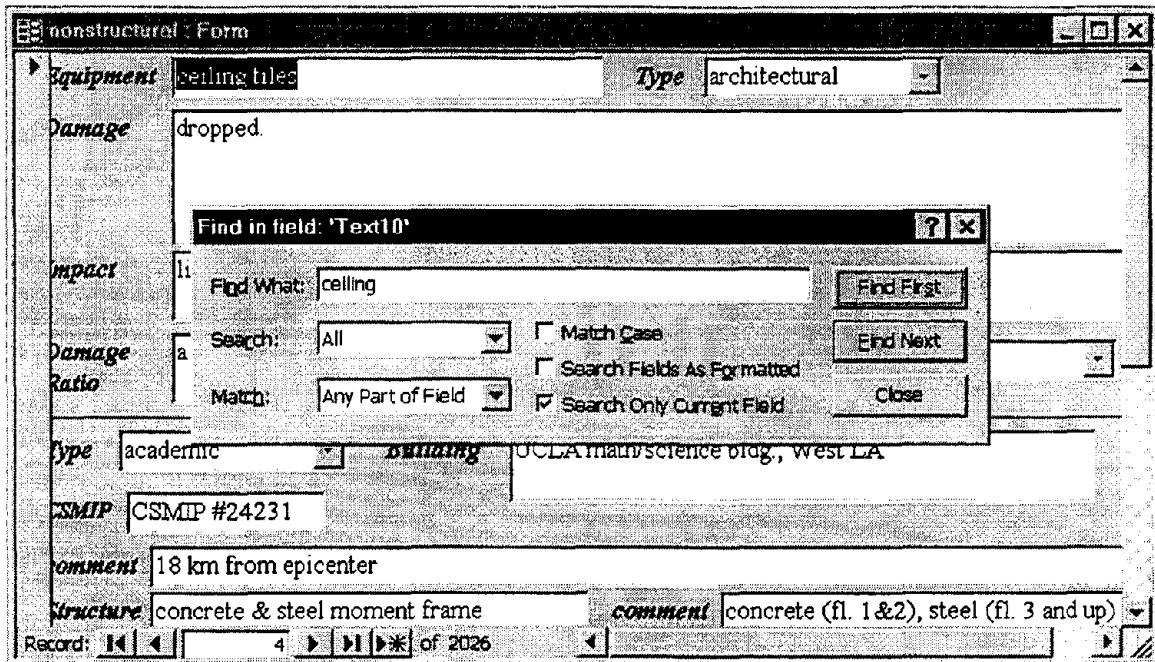 nonstructural : Form
Equipment ceiling tiles Type architectural
Damage dropped.
Find in field: 'Text10'
Impact li
Find What: ceiling Find First
Search: All Match Case Find Next
Damage Ratio a
Search Fields As Formatted
Match: Any Part of Field Search Only Current Field Close
Type academic Building UCLA math/science bldg., West LA
CSMIP CSMIP #24231
comment 18 km from epicenter
Structure concrete & steel moment frame comment concrete (fl. 1&2), steel (fl. 3 and up)
Record: 4 of 2026